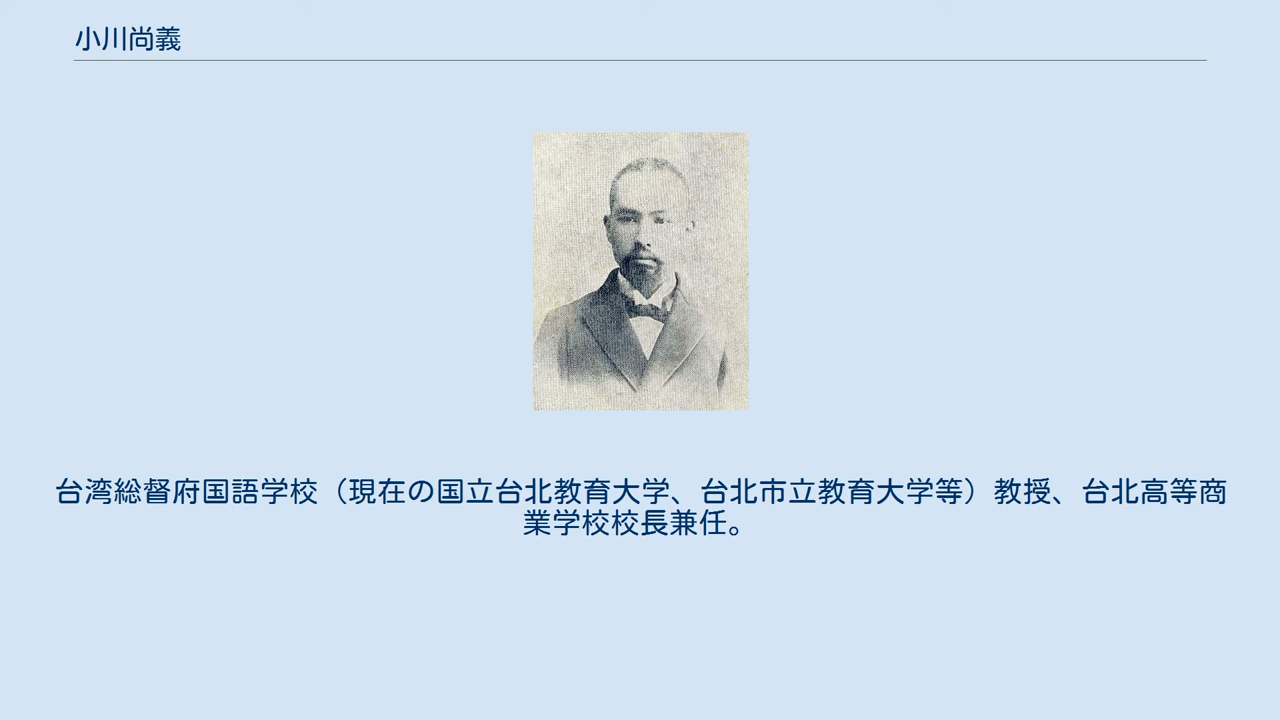 小川尚義
台湾総督府国語学校（現在の国立台北教育大学、台北市立教育大学等）教授、台北高等商
業学校校長兼任。